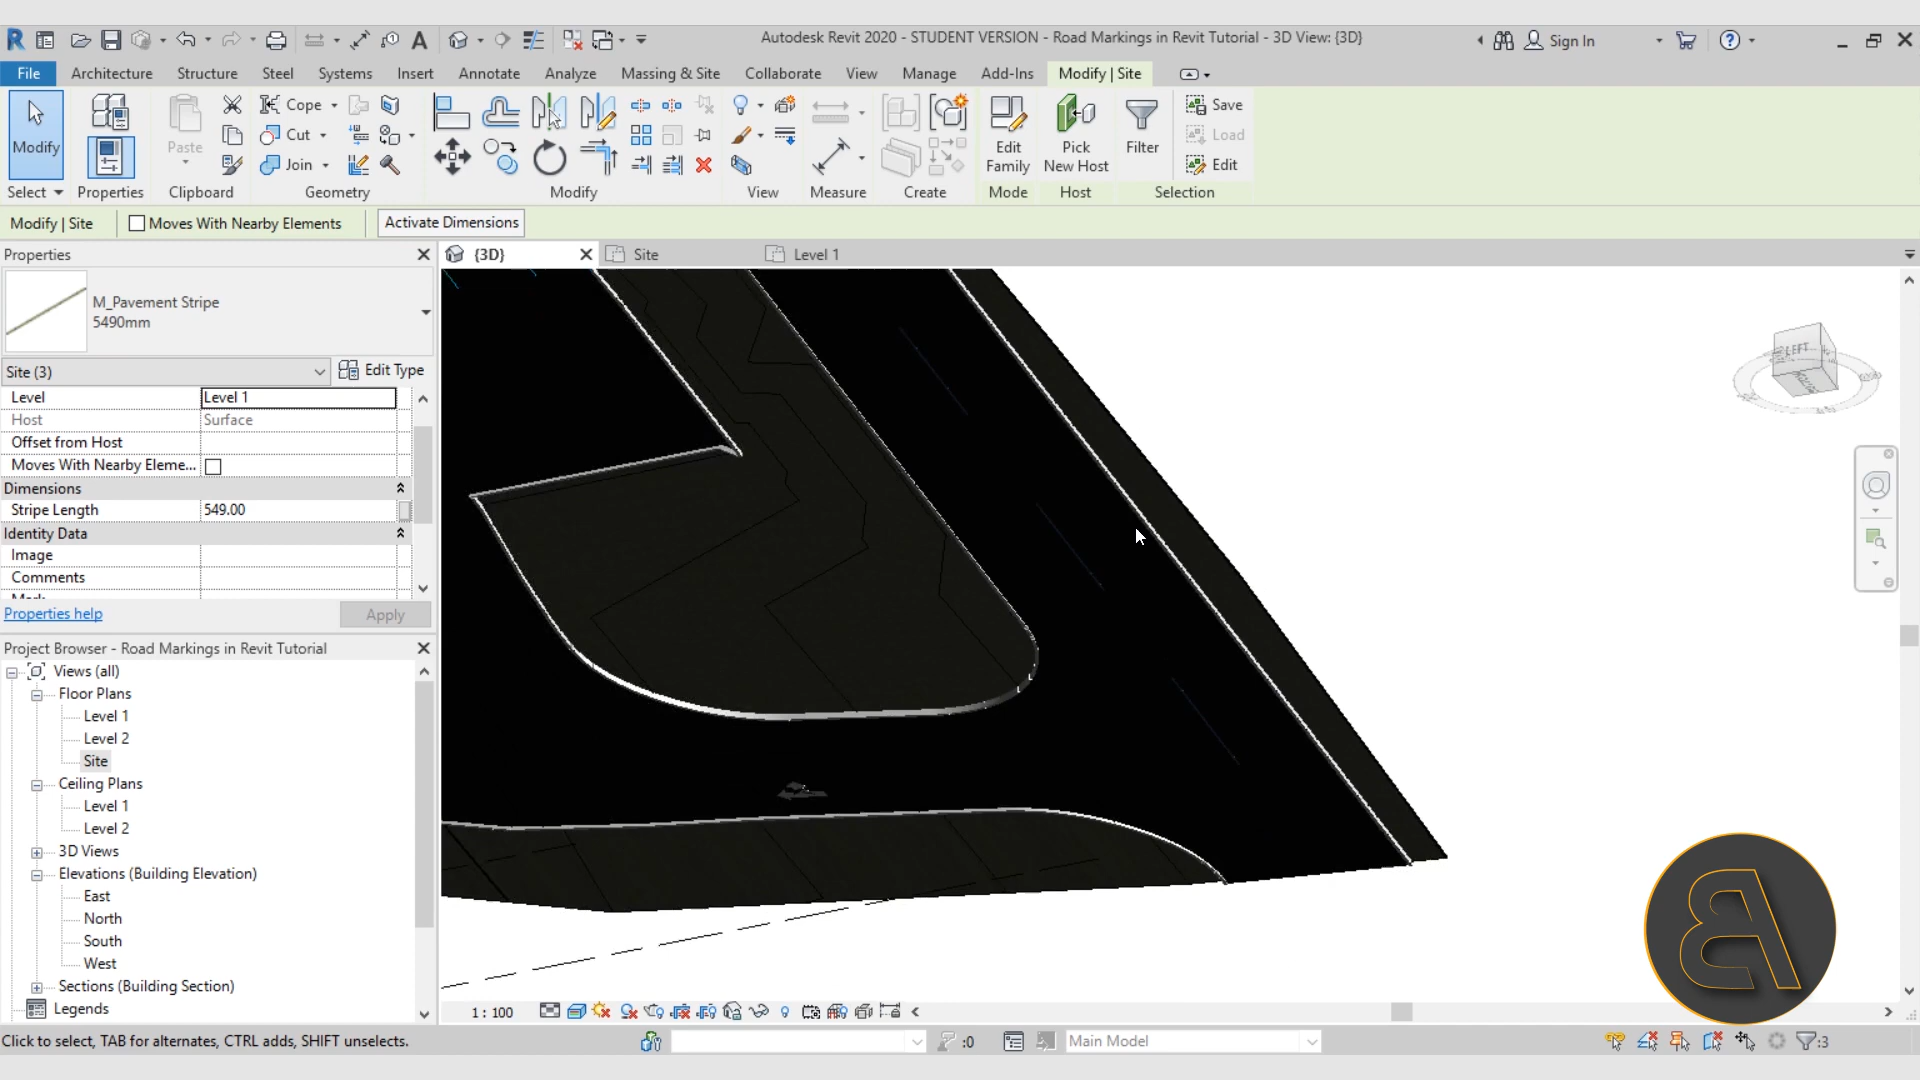 Autodesk Revit 2020 - STUDENT VERSION - Road Markings in Revit Tutorial - 3D View: {3D}
Sign In
File Architecture Structure Steel Systems Insert Annotate Analyze Massing & Site Collaborate View Manage Add-Ins Modify | Site
Modify
Paste
Cope
Cut
Join
Edit Family
Pick New Host
Filter
Save
Load
Edit
Select Properties Clipboard Geometry Modify View Measure Create Mode Host Selection
Modify | Site Moves With Nearby Elements Activate Dimensions
Properties
{3D} Site Level 1
M_Pavement Stripe
5490mm
Site (3) Edit Type
Level Level 1
Host Surface
Offset from Host
Moves With Nearby Eleme...
Dimensions
Stripe Length 549.00
Identity Data
Image
Comments
Properties help Apply
LEFT
Project Browser - Road Markings in Revit Tutorial
Views (all)
Floor Plans
Level 1
Level 2
Site
Ceiling Plans
Level 1
Level 2
3D Views
Elevations (Building Elevation)
East
North
South
West
Sections (Building Section)
Legends
1 : 100
Click to select, TAB for alternates, CTRL adds, SHIFT unselects.
:0
Main Model
:3